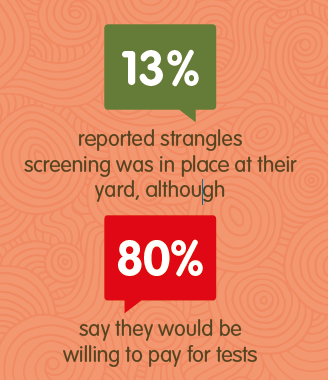 13%
reported strangles
screening was in place at their
yard, although
80%
say they would be
willing to pay for tests